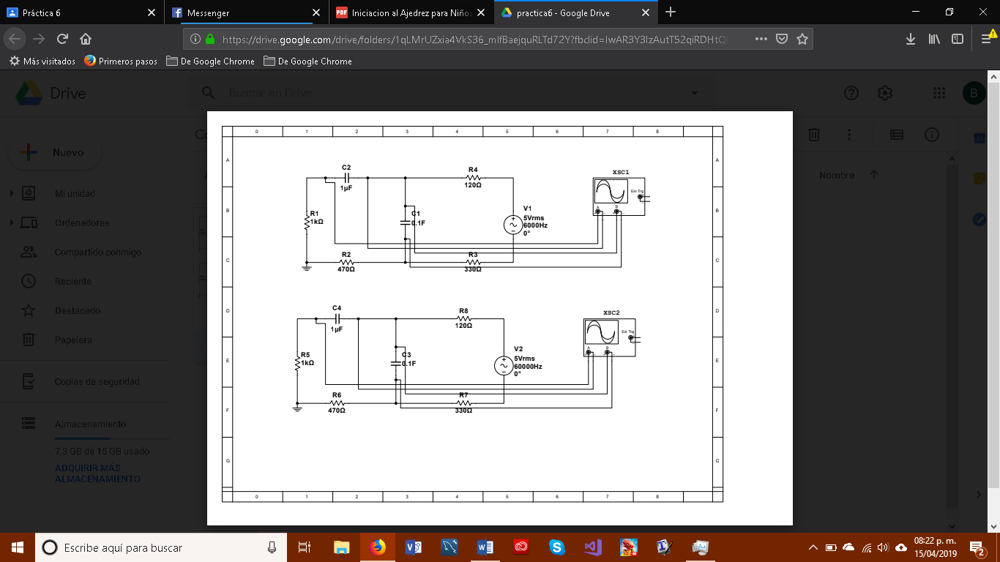 Práctica 6
Messenger
Iniciacion al Ajedrez para Niños
practica6 - Google Drive
https://drive.google.com/drive/folders/
Más visitados
Primeros pasos
De Google Chrome
De Google Chrome
Drive
Buscar en Drive
B
Nuevo
Mi unidad
Ordenadores
Compartido conmigo
Reciente
Destacado
Papelera
Copias de seguridad
Almacenamiento
7,3 GB de 15 GB usado
ADQUIRIR MÁS
ALMACENAMIENTO
Nombre
0 1 2 3 4 5 6 7 8
A A
B B
C C
D D
E E
F F
G G
C2
1µF
R4
120Ω
XSC1
Ext Trig
A B
R1
1kΩ
C1
0.1F
V1
5Vrms
6000Hz
0°
R2
470Ω
R3
330Ω
C4
1µF
R8
120Ω
XSC2
Ext Trig
A B
R5
1kΩ
C3
0.1F
V2
5Vrms
60000Hz
0°
R6
470Ω
R7
330Ω
0 1 2 3 4 5 6 7 8
Escribe aquí para buscar
08:22 p. m.
15/04/2019
2